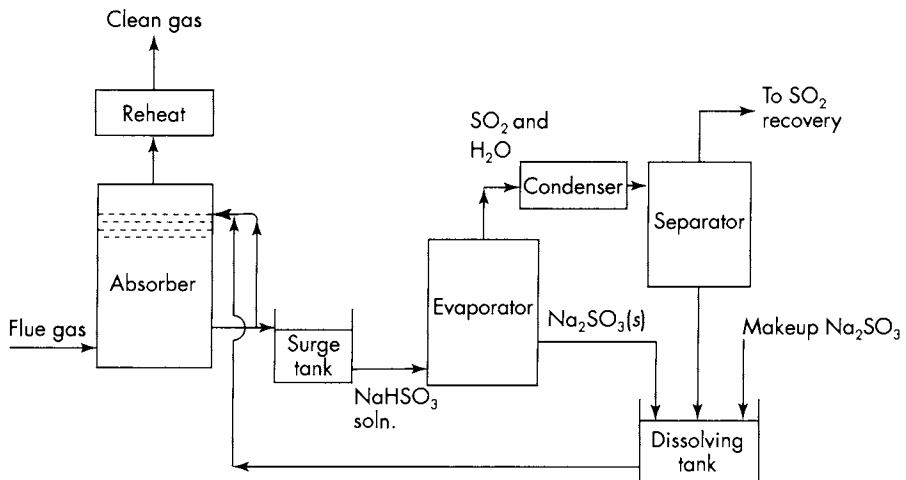 Clean gas
Reheat
To SO₂
recovery
SO₂ and
H₂O
Condenser
Separator
Absorber
Evaporator
Na₂SO₃(s)
Makeup Na₂SO₃
Flue gas
Surge
tank
NaHSO₃
soln.
Dissolving
tank